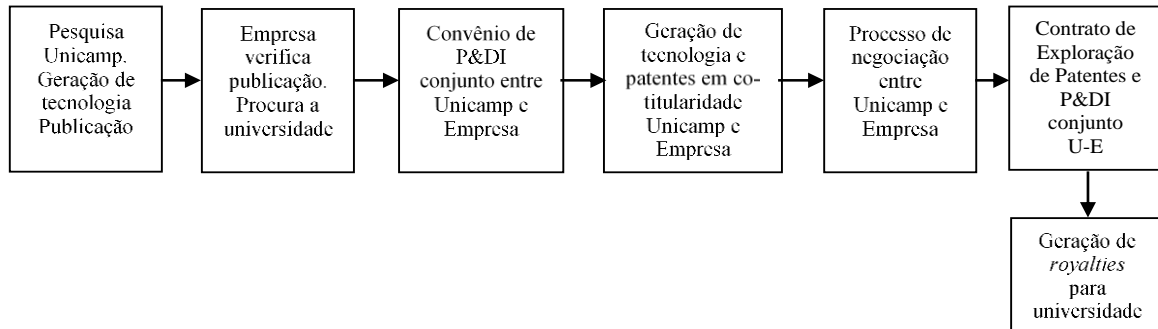 Pesquisa
Unicamp.
Geração de
tecnologia
Publicação
Empresa
verifica
publicação.
Procura a
universidade
Convênio de
P&DI
conjunto entre
Unicamp e
Empresa
Geração de
tecnologia e
patentes em co-
titularidade
Unicamp e
Empresa
Processo de
negociação
entre
Unicamp e
Empresa
Contrato de
Exploração
de Patentes e
P&DI
conjunto
U-E
Geração de
royalties
para
universidade